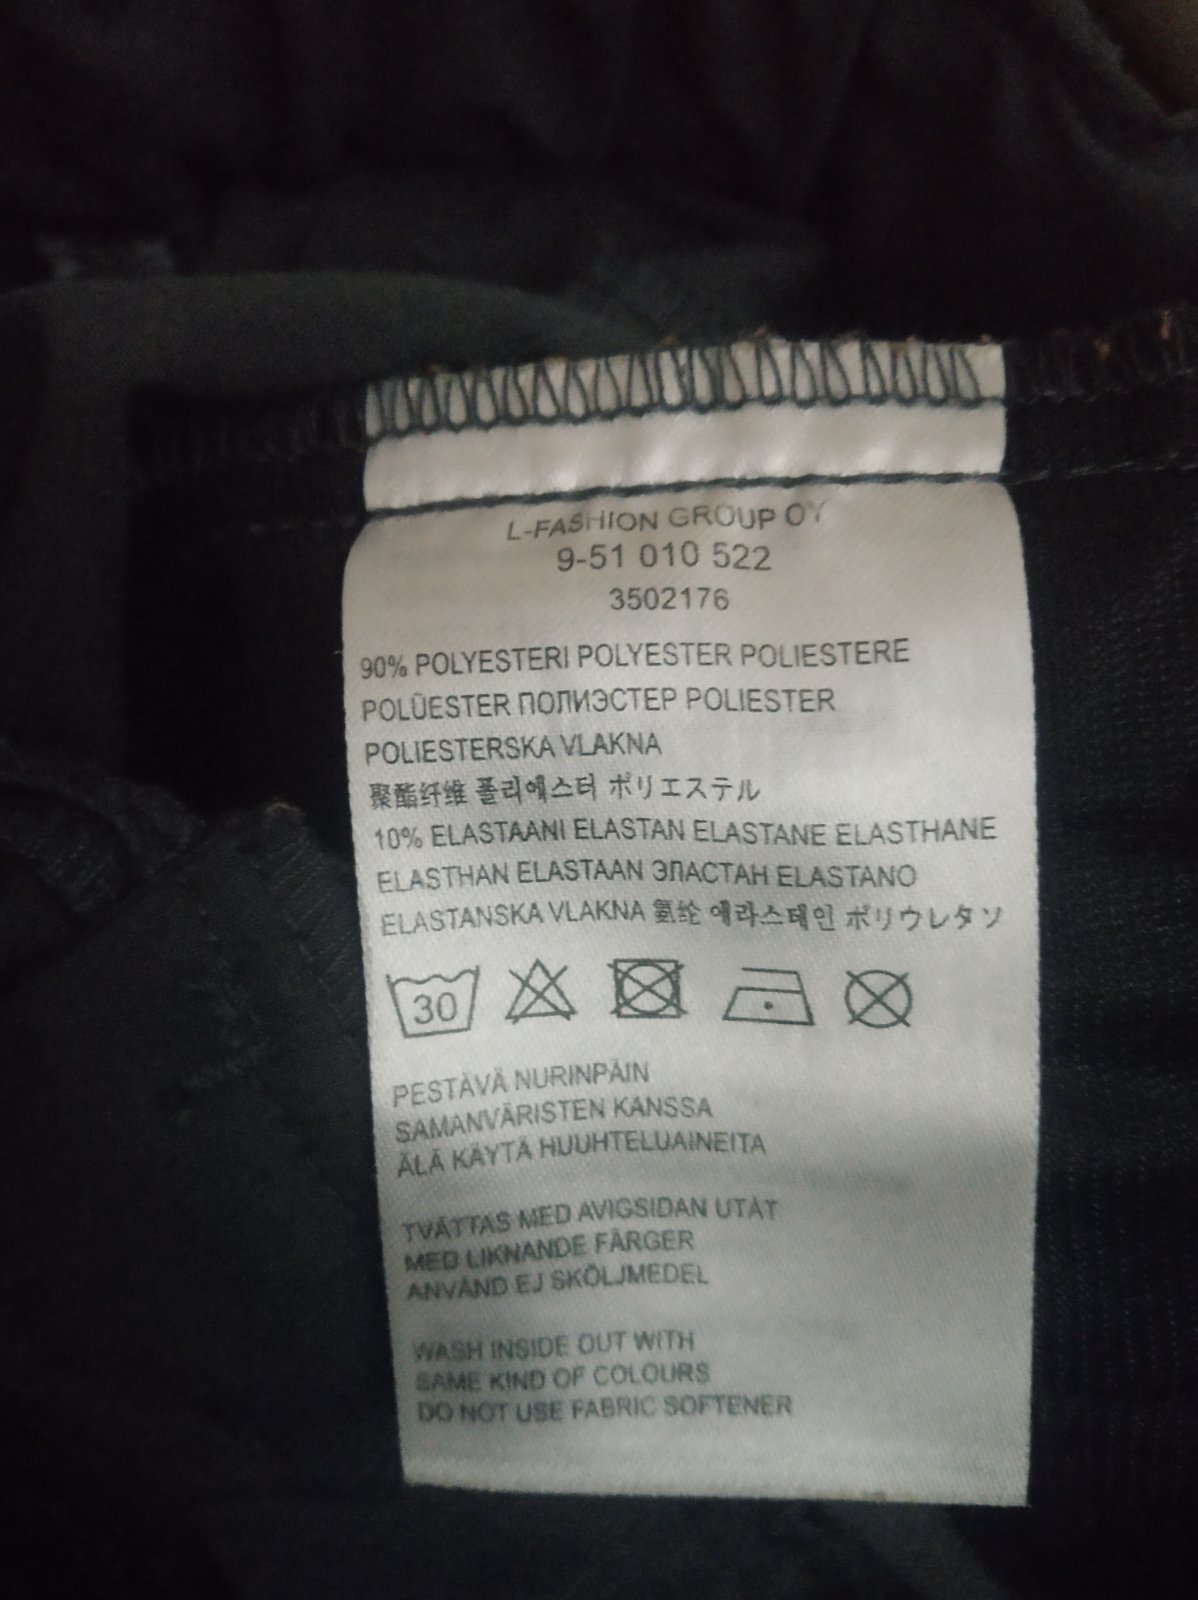 L-FASHION GROUP OY
9-51 010 522
3502176
90% POLYESTERI POLYESTER POLIESTERE
POLÜESTER ПОЛИЭСТЕР POLIESTER
POLIESTERSKA VLAKNA
聚酯纤维 폴리에스터 ポリエステル
10% ELASTAANI ELASTAN ELASTANE ELASTHANE
ELASTHAN ELASTAAN ЭЛАСТАН ELASTANO
ELASTANSKA VLAKNA 氨纶 에라스테인 ポリウレタン
30
PESTÄVÄ NURINPÄIN
SAMANVÄRISTEN KANSSA
ÄLÄ KÄYTÄ HUUHTELUAINEITA
TVÄTTAS MED AVIGSIDAN UTÅT
MED LIKNANDE FÄRGER
ANVÄND EJ SKÖLJMEDEL
WASH INSIDE OUT WITH
SAME KIND OF COLOURS
DO NOT USE FABRIC SOFTENER